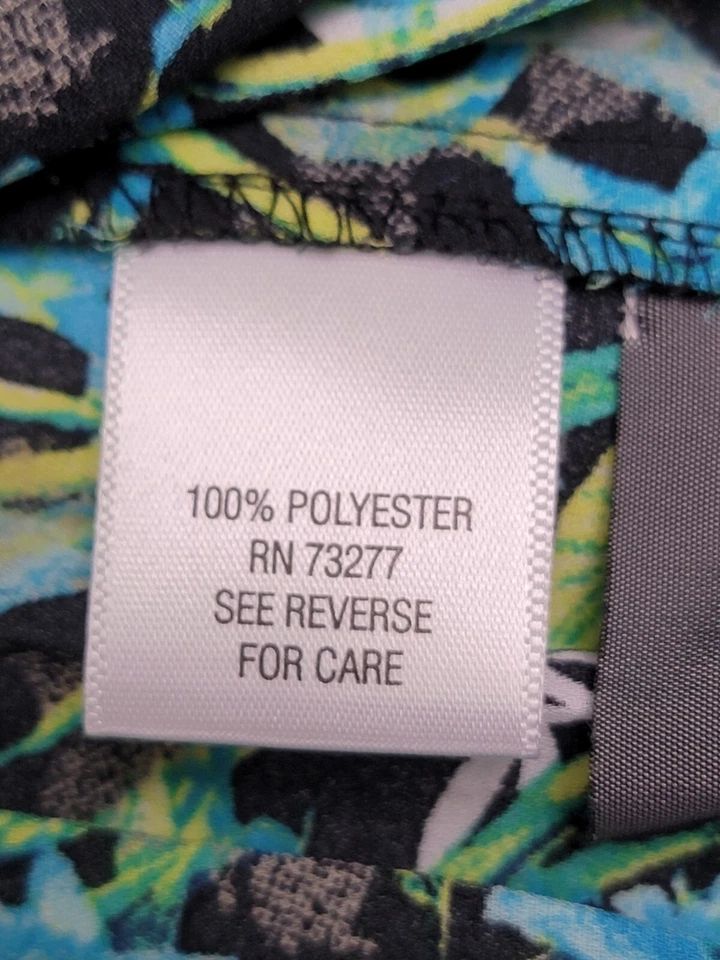 100% POLYESTER
RN 73277
SEE REVERSE
FOR CARE